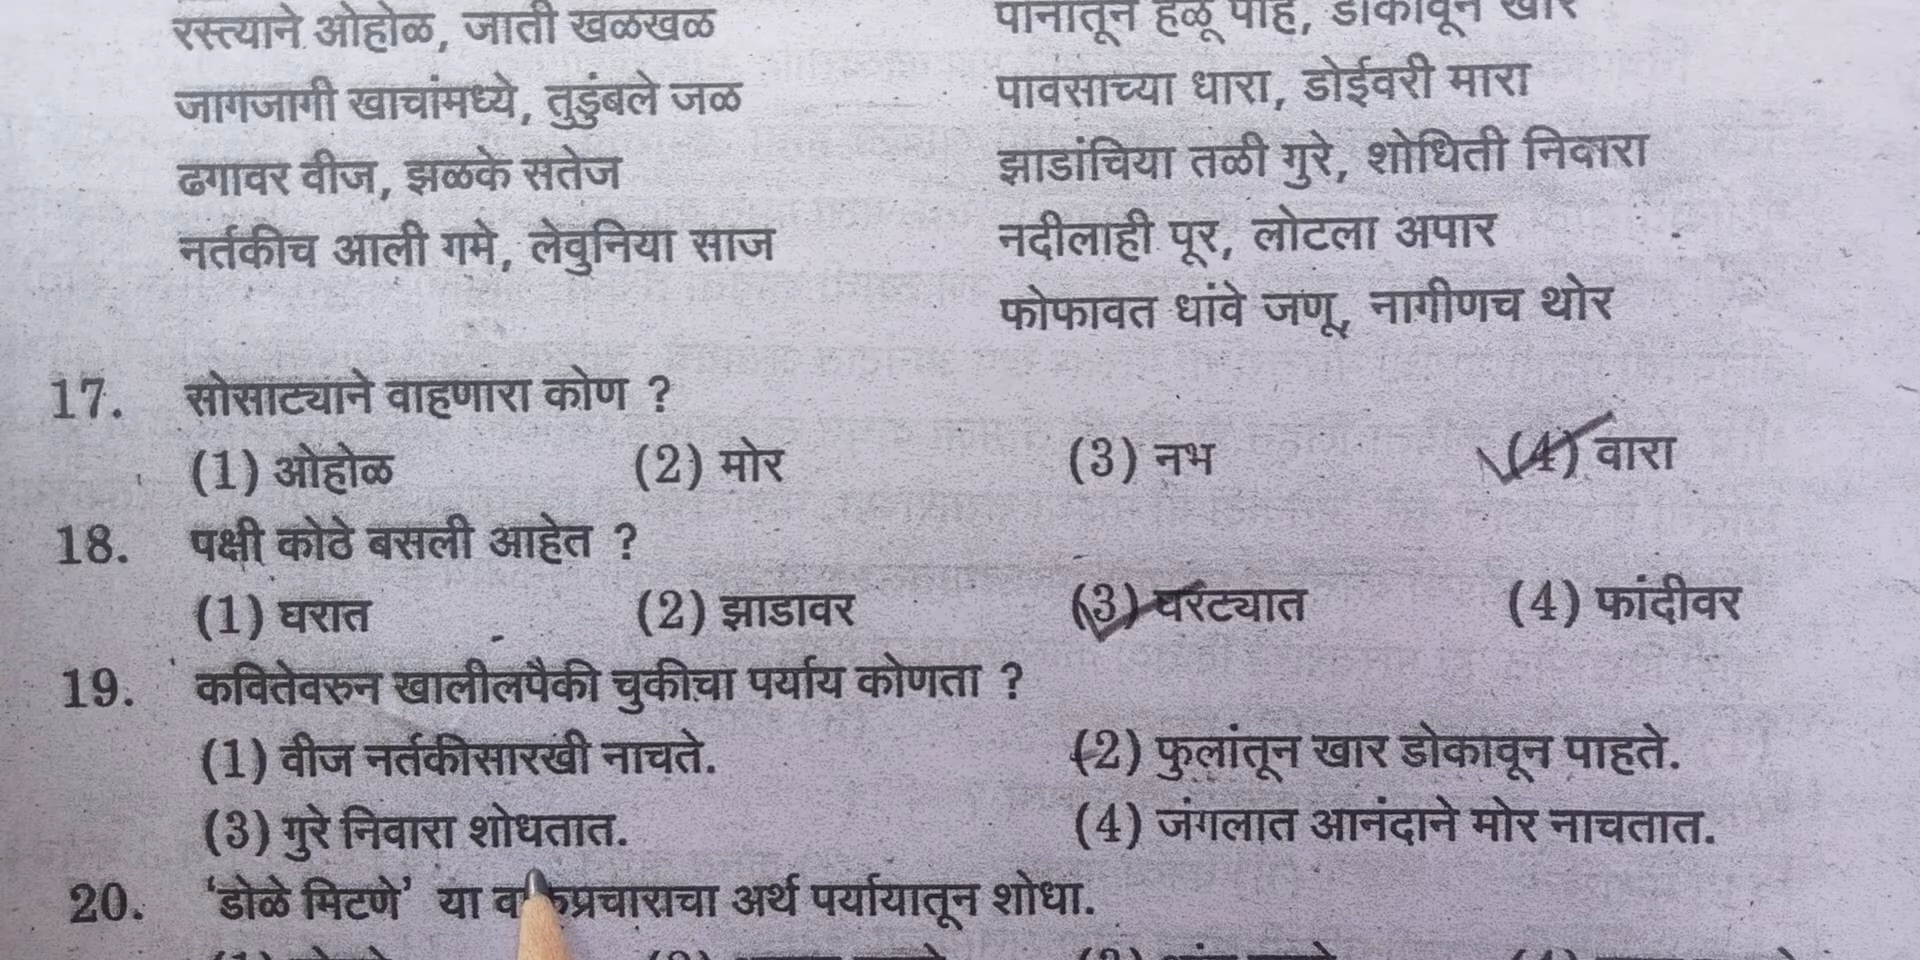 रस्त्याने ओहोळ, जाती खळखळ
जागजागी खाचांमध्ये, तुडुंबले जळ
ढगावर वीज, झळके सतेज
नर्तकीच आली गमे, लेवुनिया साज
पानातून हळू पाहे, डोकावून खार
पावसाच्या धारा, डोईवरी मारा
झाडांचिया तळी गुरे, शोधिती निवारा
नदीलाही पूर, लोटला अपार
फोफावत धांवे जणू, नागीणच थोर
17. सोसाट्याने वाहणारा कोण ?
(1) ओहोळ (2) मोर (3) नभ (4) वारा
18. पक्षी कोठे बसली आहेत ?
(1) घरात (2) झाडावर (3) घरट्यात (4) फांदीवर
19. कवितेवरुन खालीलपैकी चुकीचा पर्याय कोणता ?
(1) वीज नर्तकीसारखी नाचते. (2) फुलांतून खार डोकावून पाहते.
(3) गुरे निवारा शोधतात. (4) जंगलात आनंदाने मोर नाचतात.
20. ‘डोळे मिटणे’ या वाक्प्रचाराचा अर्थ पर्यायातून शोधा.